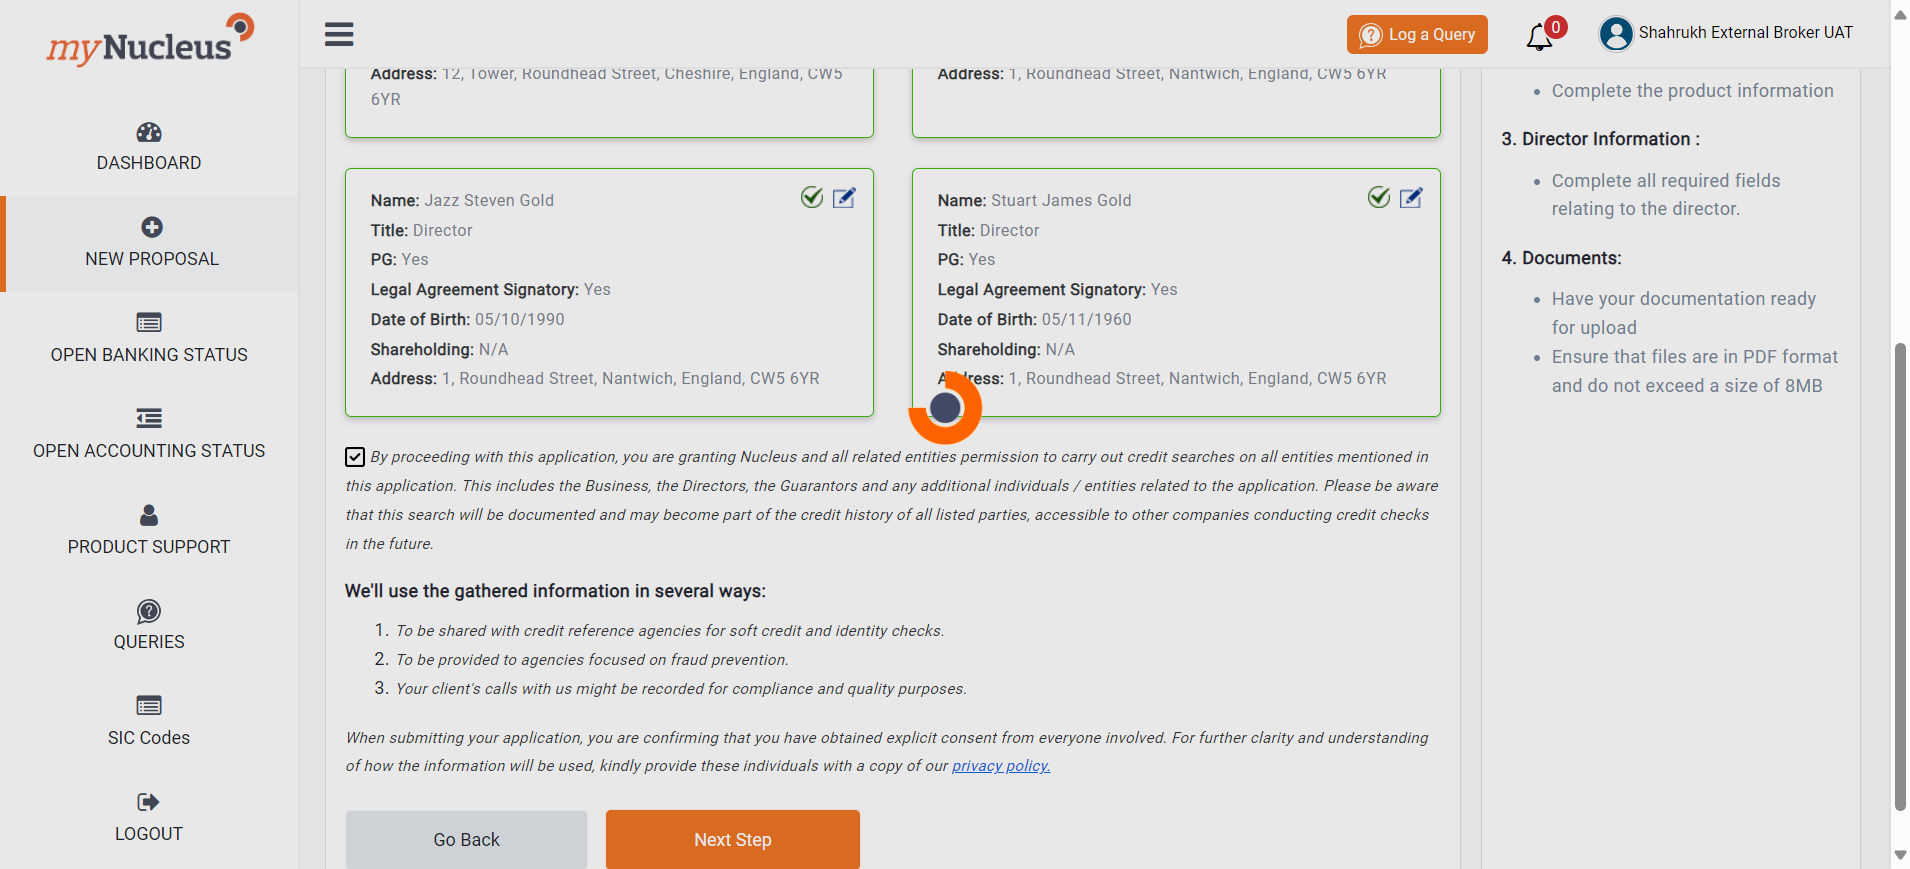 myNucleus
Log a Query
0
Shahrukh External Broker UAT
DASHBOARD
NEW PROPOSAL
OPEN BANKING STATUS
OPEN ACCOUNTING STATUS
PRODUCT SUPPORT
QUERIES
SIC Codes
LOGOUT
Address: 12, Tower, Roundhead Street, Cheshire, England, CW5
6YR
Address: 1, Roundhead Street, Nantwich, England, CW5 6YR
Name: Jazz Steven Gold
Title: Director
PG: Yes
Legal Agreement Signatory: Yes
Date of Birth: 05/10/1990
Shareholding: N/A
Address: 1, Roundhead Street, Nantwich, England, CW5 6YR
Name: Stuart James Gold
Title: Director
PG: Yes
Legal Agreement Signatory: Yes
Date of Birth: 05/11/1960
Shareholding: N/A
Address: 1, Roundhead Street, Nantwich, England, CW5 6YR
By proceeding with this application, you are granting Nucleus and all related entities permission to carry out credit searches on all entities mentioned in
this application. This includes the Business, the Directors, the Guarantors and any additional individuals / entities related to the application. Please be aware
that this search will be documented and may become part of the credit history of all listed parties, accessible to other companies conducting credit checks
in the future.
We'll use the gathered information in several ways:
1. To be shared with credit reference agencies for soft credit and identity checks.
2. To be provided to agencies focused on fraud prevention.
3. Your client's calls with us might be recorded for compliance and quality purposes.
When submitting your application, you are confirming that you have obtained explicit consent from everyone involved. For further clarity and understanding
of how the information will be used, kindly provide these individuals with a copy of our privacy policy.
Go Back
Next Step
• Complete the product information
3. Director Information :
• Complete all required fields
relating to the director.
4. Documents:
• Have your documentation ready
for upload
• Ensure that files are in PDF format
and do not exceed a size of 8MB